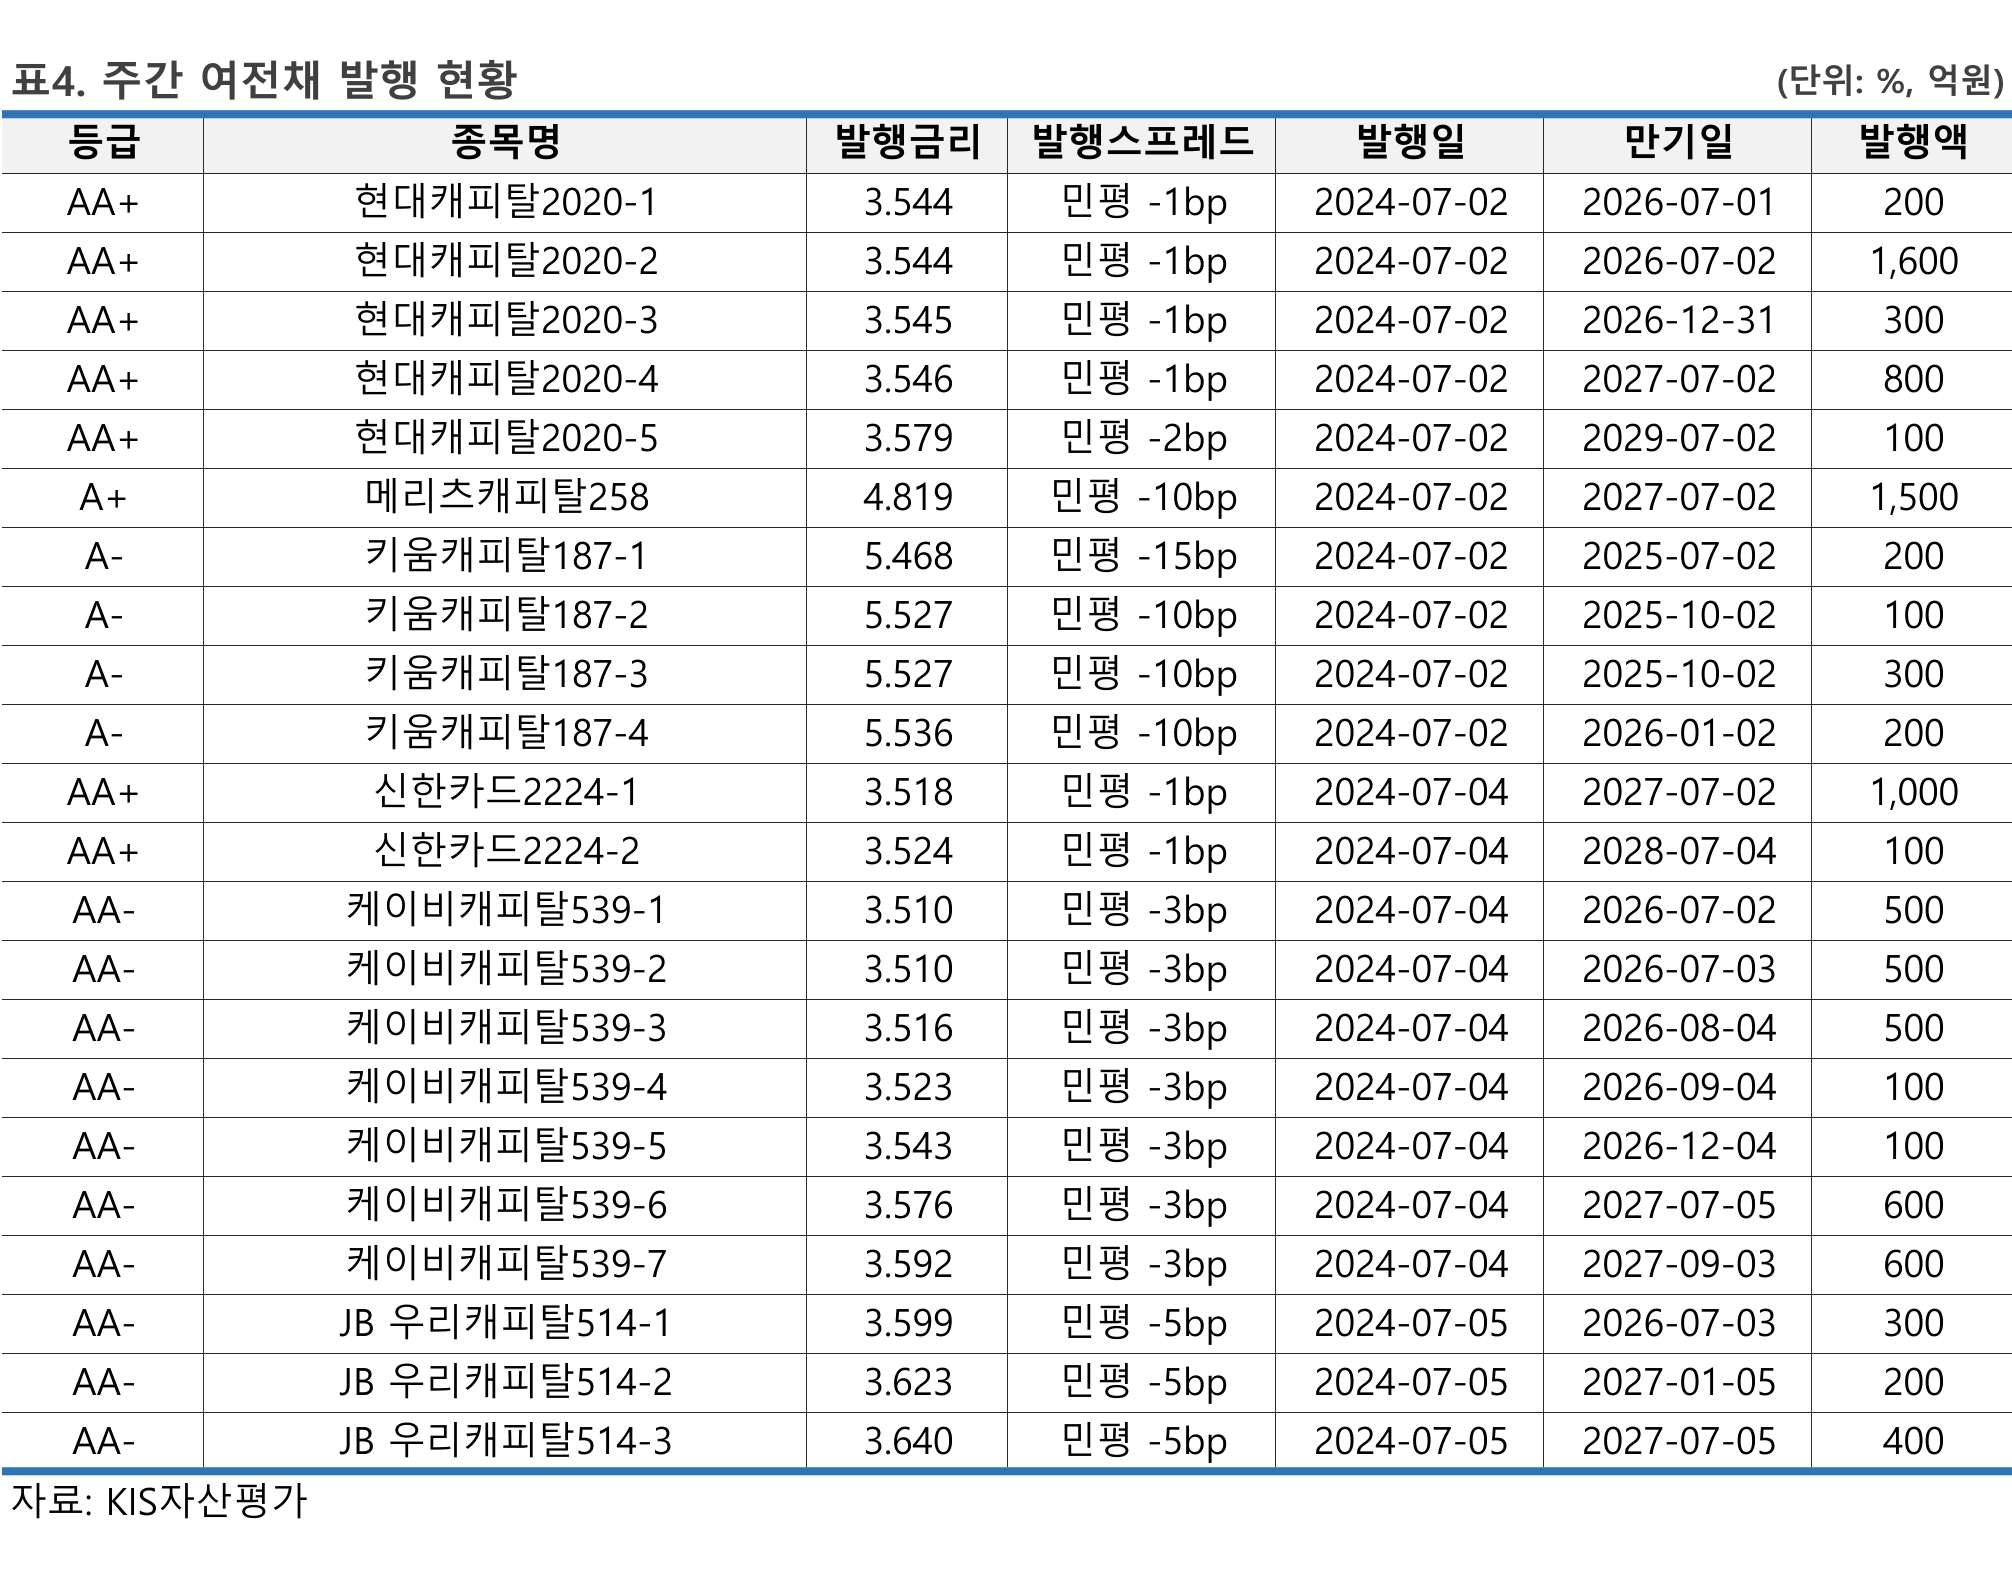 표4. 주간 여전채 발행 현황 (단위: %, 억원)
등급 종목명 발행금리 발행스프레드 발행일 만기일 발행액
AA+ 현대캐피탈2020-1 3.544 민평 -1bp 2024-07-02 2026-07-01 200
AA+ 현대캐피탈2020-2 3.544 민평 -1bp 2024-07-02 2026-07-02 1,600
AA+ 현대캐피탈2020-3 3.545 민평 -1bp 2024-07-02 2026-12-31 300
AA+ 현대캐피탈2020-4 3.546 민평 -1bp 2024-07-02 2027-07-02 800
AA+ 현대캐피탈2020-5 3.579 민평 -2bp 2024-07-02 2029-07-02 100
A+ 메리츠캐피탈258 4.819 민평 -10bp 2024-07-02 2027-07-02 1,500
A- 키움캐피탈187-1 5.468 민평 -15bp 2024-07-02 2025-07-02 200
A- 키움캐피탈187-2 5.527 민평 -10bp 2024-07-02 2025-10-02 100
A- 키움캐피탈187-3 5.527 민평 -10bp 2024-07-02 2025-10-02 300
A- 키움캐피탈187-4 5.536 민평 -10bp 2024-07-02 2026-01-02 200
AA+ 신한카드2224-1 3.518 민평 -1bp 2024-07-04 2027-07-02 1,000
AA+ 신한카드2224-2 3.524 민평 -1bp 2024-07-04 2028-07-04 100
AA- 케이비캐피탈539-1 3.510 민평 -3bp 2024-07-04 2026-07-02 500
AA- 케이비캐피탈539-2 3.510 민평 -3bp 2024-07-04 2026-07-03 500
AA- 케이비캐피탈539-3 3.516 민평 -3bp 2024-07-04 2026-08-04 500
AA- 케이비캐피탈539-4 3.523 민평 -3bp 2024-07-04 2026-09-04 100
AA- 케이비캐피탈539-5 3.543 민평 -3bp 2024-07-04 2026-12-04 100
AA- 케이비캐피탈539-6 3.576 민평 -3bp 2024-07-04 2027-07-05 600
AA- 케이비캐피탈539-7 3.592 민평 -3bp 2024-07-04 2027-09-03 600
AA- JB 우리캐피탈514-1 3.599 민평 -5bp 2024-07-05 2026-07-03 300
AA- JB 우리캐피탈514-2 3.623 민평 -5bp 2024-07-05 2027-01-05 200
AA- JB 우리캐피탈514-3 3.640 민평 -5bp 2024-07-05 2027-07-05 400
자료: KIS자산평가